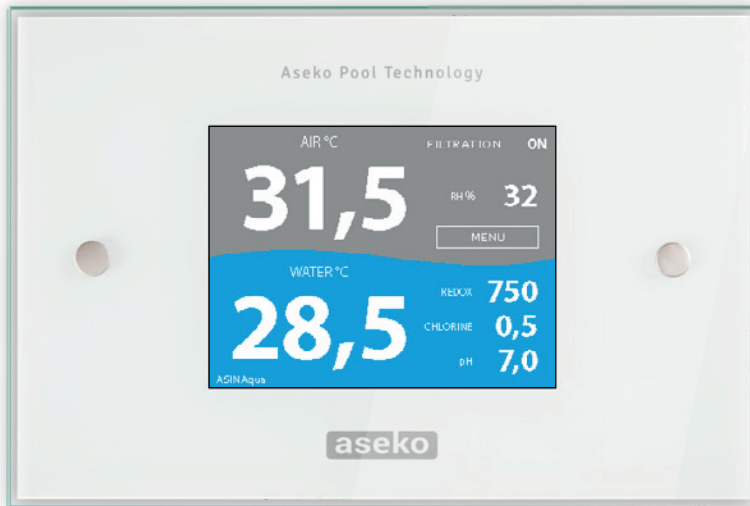 Aseko Pool Technology
AIR °C
FILTRATION ON
31,5
RH % 32
MENU
WATER °C
28,5
REDOX 750
CHLORINE 0,5
pH 7,0
ASIN Aqua
aseko